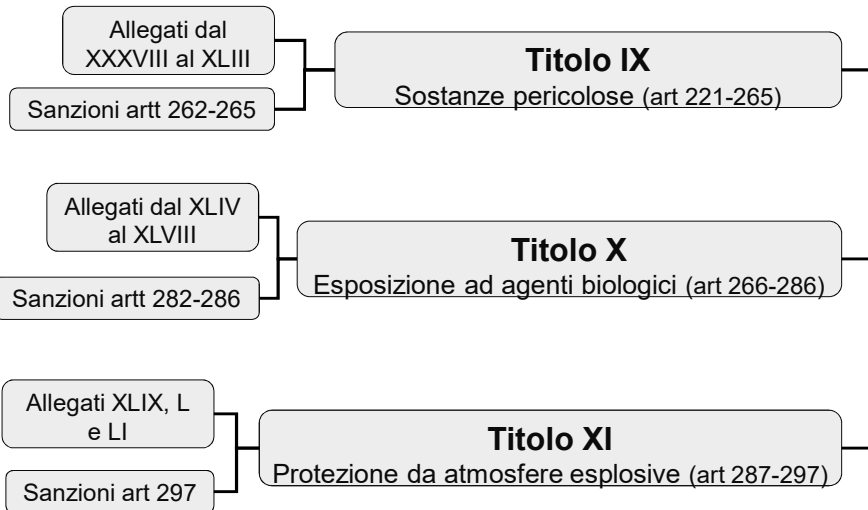 Allegati dal
XXXVIII al XLIII
Sanzioni artt 262-265
Titolo IX
Sostanze pericolose (art 221-265)
Allegati dal XLIV
al XLVIII
Sanzioni artt 282-286
Titolo X
Esposizione ad agenti biologici (art 266-286)
Allegati XLIX, L
e LI
Sanzioni art 297
Titolo XI
Protezione da atmosfere esplosive (art 287-297)